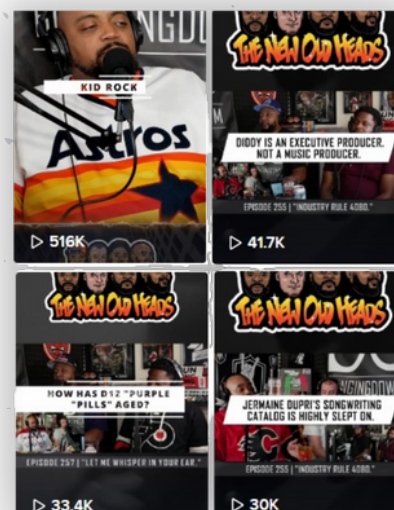 KID ROCK
Astros
516K
THE NEW OLD HEADS
DIDDY IS AN EXECUTIVE PRODUCER.
NOT A MUSIC PRODUCER.
EPISODE 255 | "INDUSTRY RULE 4080."
41.7K
THE NEW OLD HEADS
HOW HAS D12 "PURPLE
"PILLS" AGED?
EPISODE 257 | "LET ME WHISPER IN YOUR EAR."
33.4K
THE NEW OLD HEADS
JERMAINE DUPRI'S SONGWRITING
CATALOG IS HIGHLY SLEPT ON.
EPISODE 255 | "INDUSTRY RULE 4080."
30K